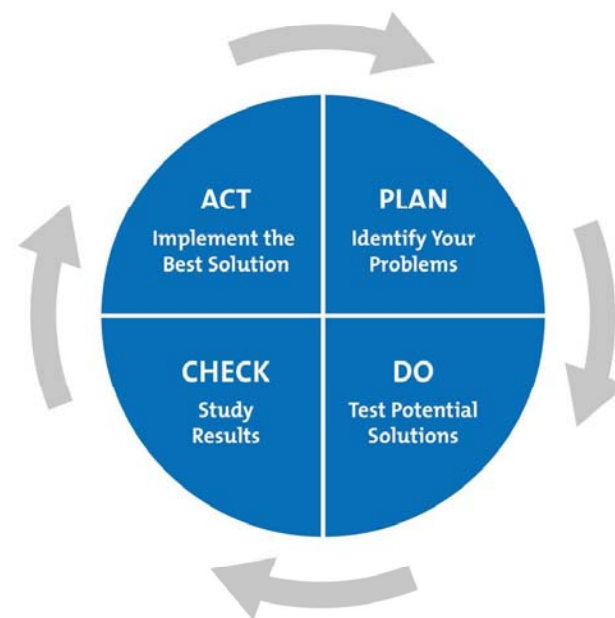 ACT
Implement the
Best Solution
PLAN
Identify Your
Problems
CHECK
Study
Results
DO
Test Potential
Solutions